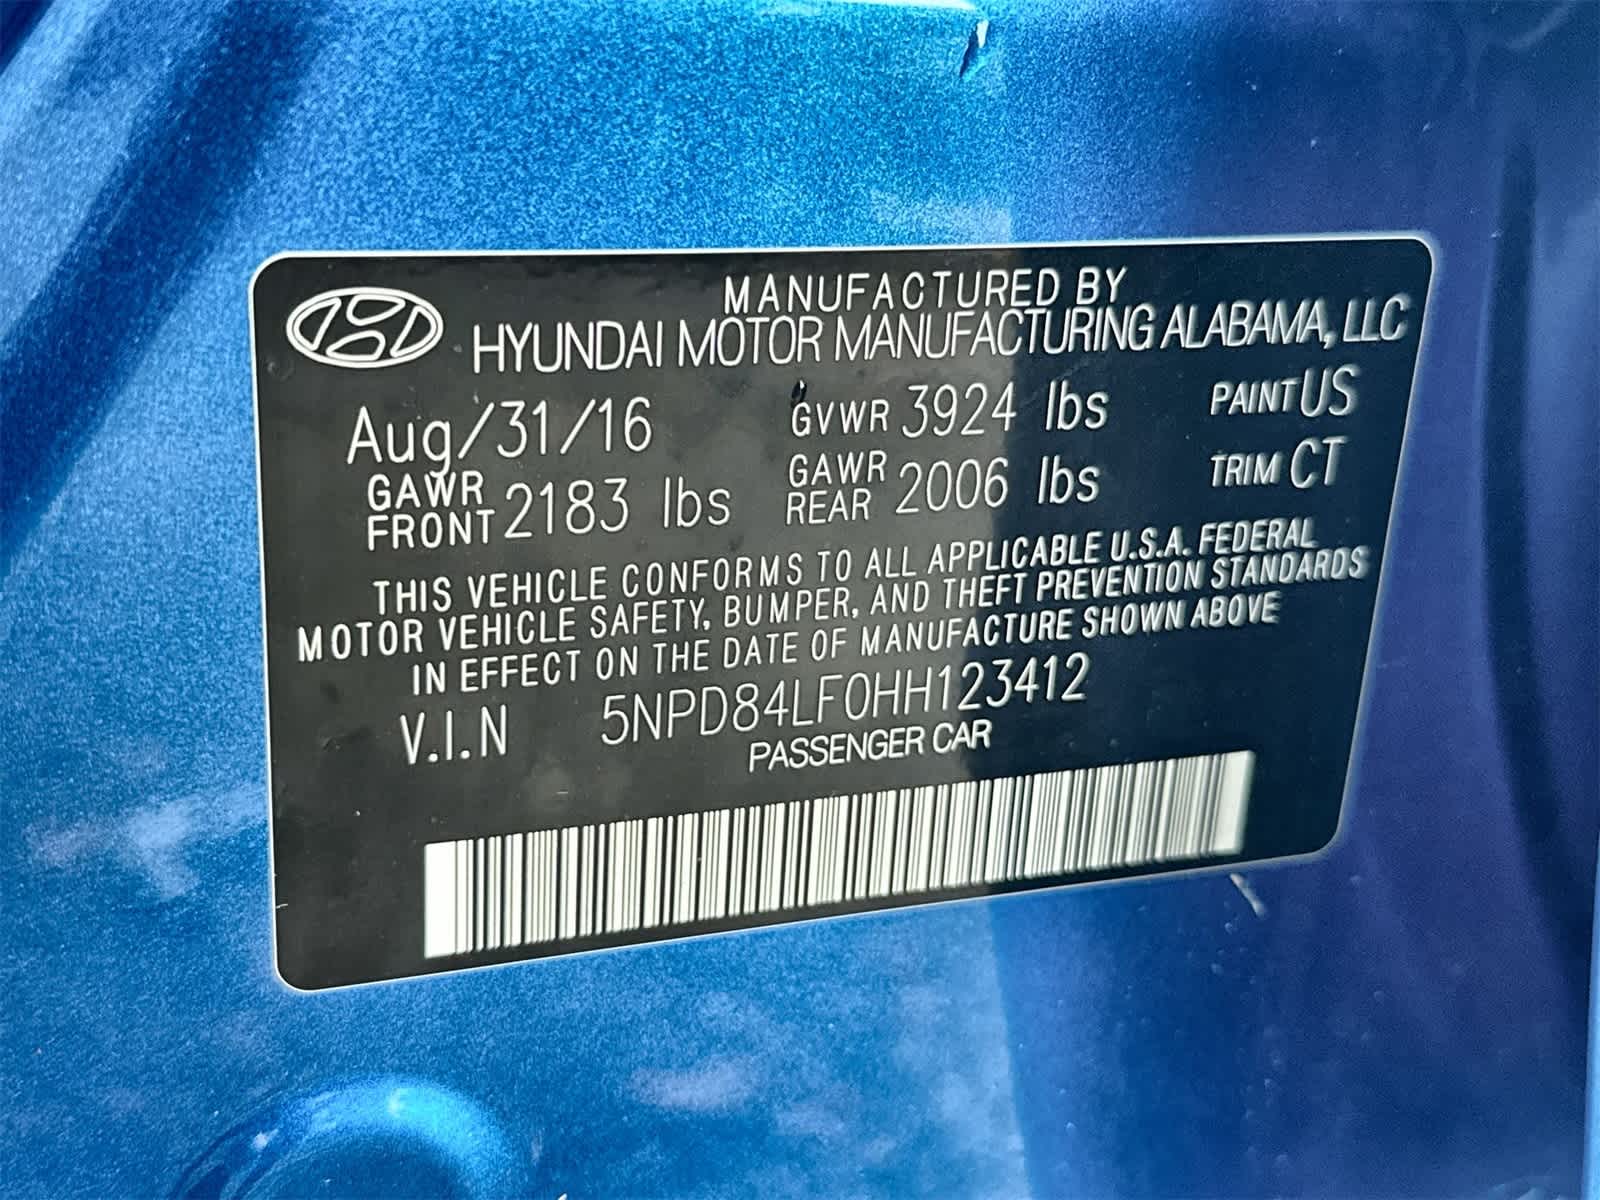 MANUFACTURED BY
HYUNDAI MOTOR MANUFACTURING ALABAMA, LLC
Aug/31/16 GVWR 3924 lbs PAINT US
GAWR FRONT 2183 lbs GAWR REAR 2006 lbs TRIM CT
THIS VEHICLE CONFORMS TO ALL APPLICABLE U.S.A. FEDERAL
MOTOR VEHICLE SAFETY, BUMPER, AND THEFT PREVENTION STANDARDS
IN EFFECT ON THE DATE OF MANUFACTURE SHOWN ABOVE
V.I.N 5NPD84LF0HH123412
PASSENGER CAR